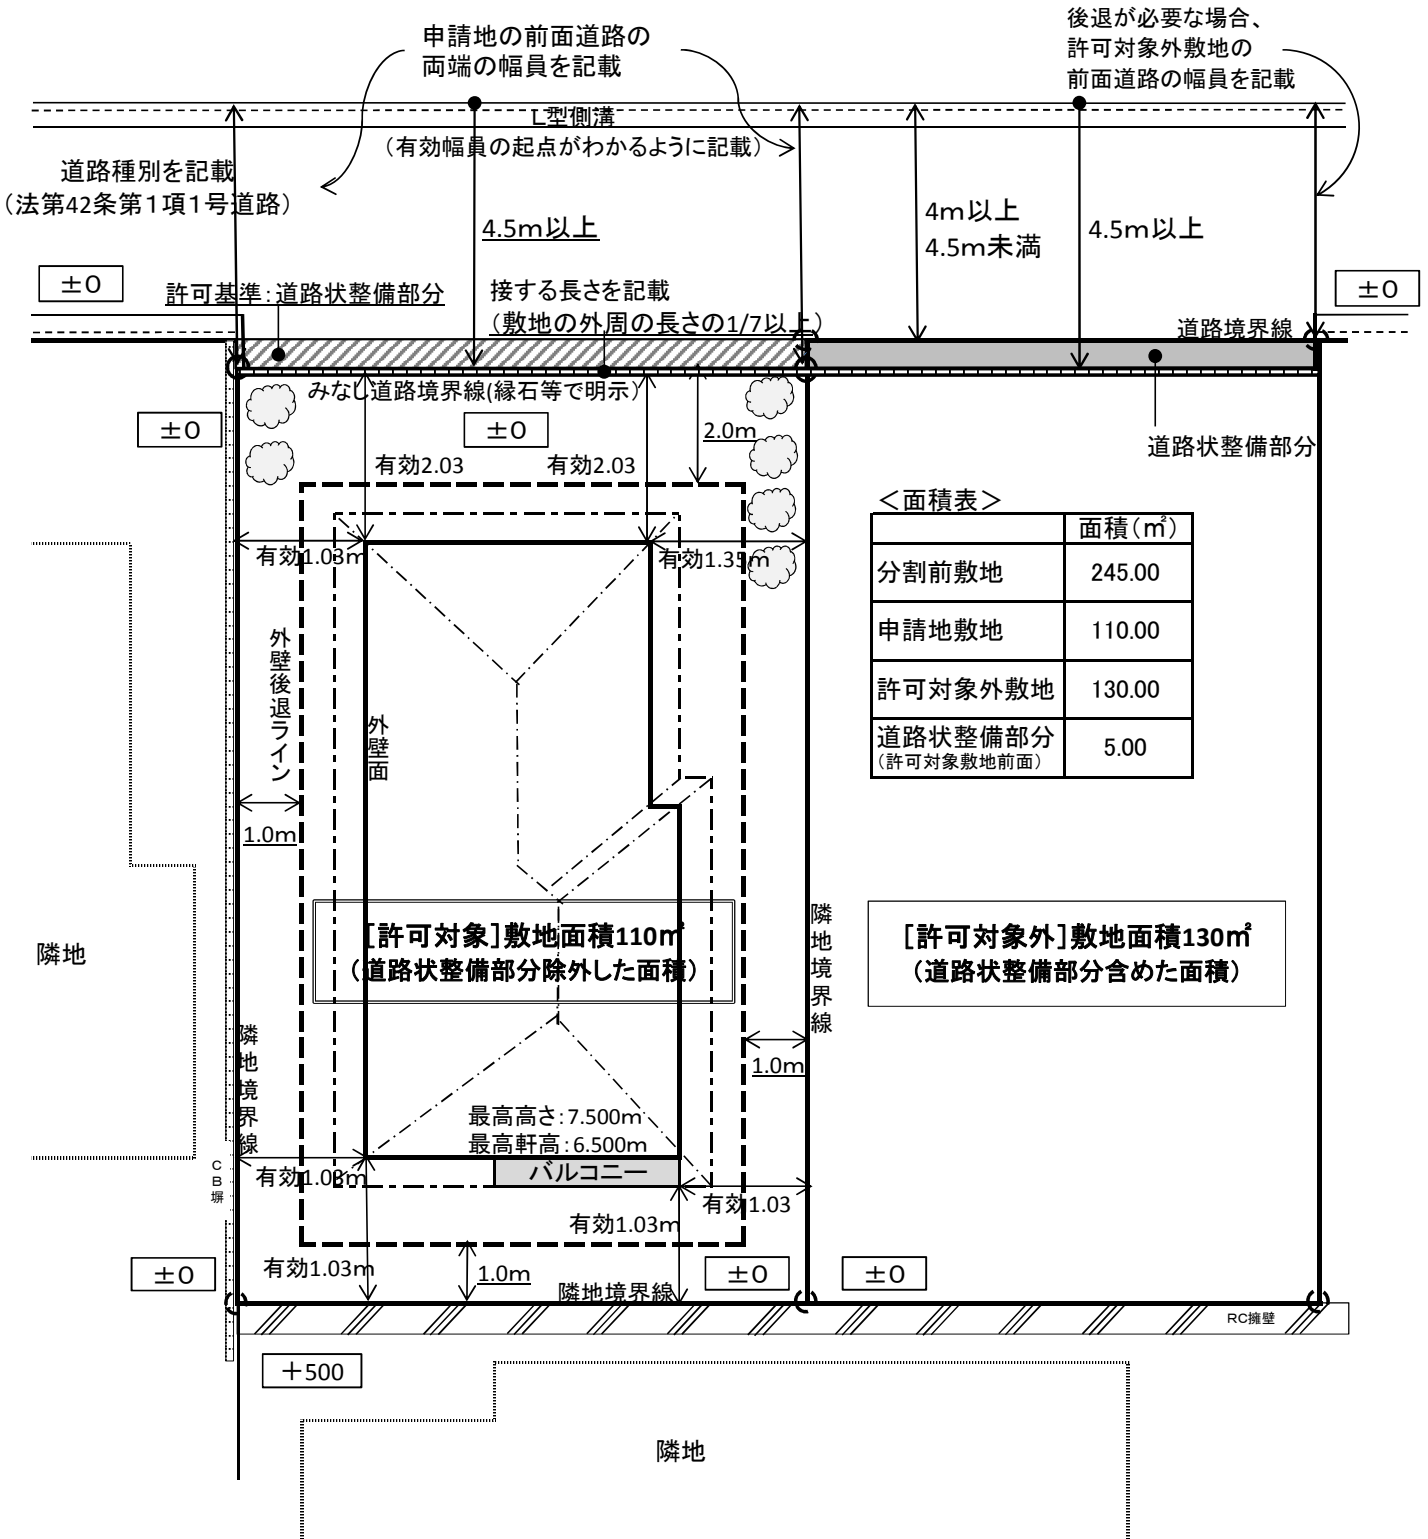 申請地の前面道路の
両端の幅員を記載
後退が必要な場合、
許可対象外敷地の
前面道路の幅員を記載
L型側溝
（有効幅員の起点がわかるように記載）
道路種別を記載
（法第42条第１項１号道路）
4.5m以上
4m以上
4.5m未満
4.5m以上
±0
許可基準：道路状整備部分
接する長さを記載
（敷地の外周の長さの1/7以上）
±0
道路境界線
みなし道路境界線(縁石等で明示）
±0
±0
2.0m
道路状整備部分
有効2.03
有効2.03
有効1.03m
有効1.35m
＜面積表＞
面積（㎡）
分割前敷地 245.00
申請地敷地 110.00
許可対象外敷地 130.00
道路状整備部分 5.00
（許可対象敷地前面）
外壁後退ライン
外壁面
1.0m
隣地
［許可対象］敷地面積110㎡
（道路状整備部分除外した面積）
隣地境界線
［許可対象外］敷地面積130㎡
（道路状整備部分含めた面積）
隣地境界線
1.0m
最高高さ：7.500m
最高軒高：6.500m
バルコニー
CB塀
有効1.03m
有効1.03
有効1.03m
有効1.03m
1.0m
±0
±0
±0
隣地境界線
RC擁壁
＋500
隣地